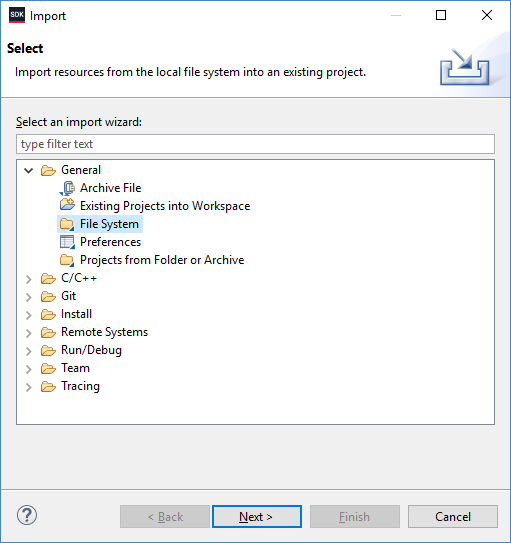 SDK Import
Select
Import resources from the local file system into an existing project.
Select an import wizard:
type filter text
General
Archive File
Existing Projects into Workspace
File System
Preferences
Projects from Folder or Archive
C/C++
Git
Install
Remote Systems
Run/Debug
Team
Tracing
? < Back Next > Finish Cancel